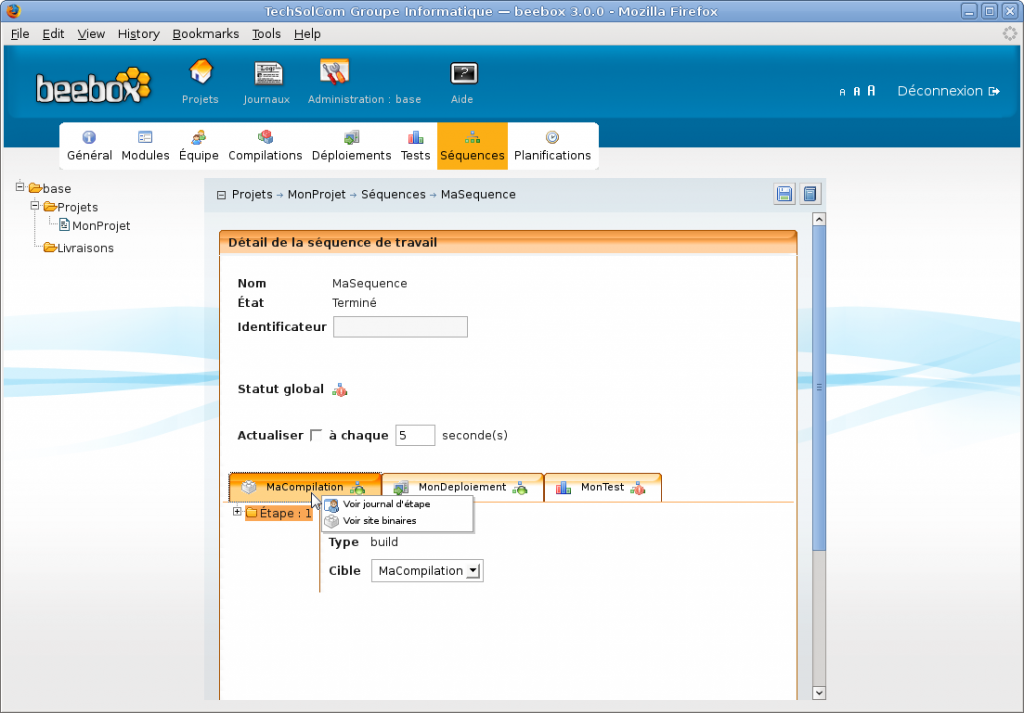 TechSolCom Groupe Informatique — beebox 3.0.0 - Mozilla Firefox
File Edit View History Bookmarks Tools Help
beebox
Projets Journaux Administration : base Aide
A A A Déconnexion
Général Modules Équipe Compilations Déploiements Tests Séquences Planifications
base
Projets
MonProjet
Livraisons
Projets → MonProjet → Séquences → MaSequence
Détail de la séquence de travail
Nom MaSequence
État Terminé
Identificateur
Statut global
Actualiser à chaque 5 seconde(s)
MaCompilation MonDeploiement MonTest
Étape : 1
Voir journal d'étape
Voir site binaires
Type build
Cible MaCompilation